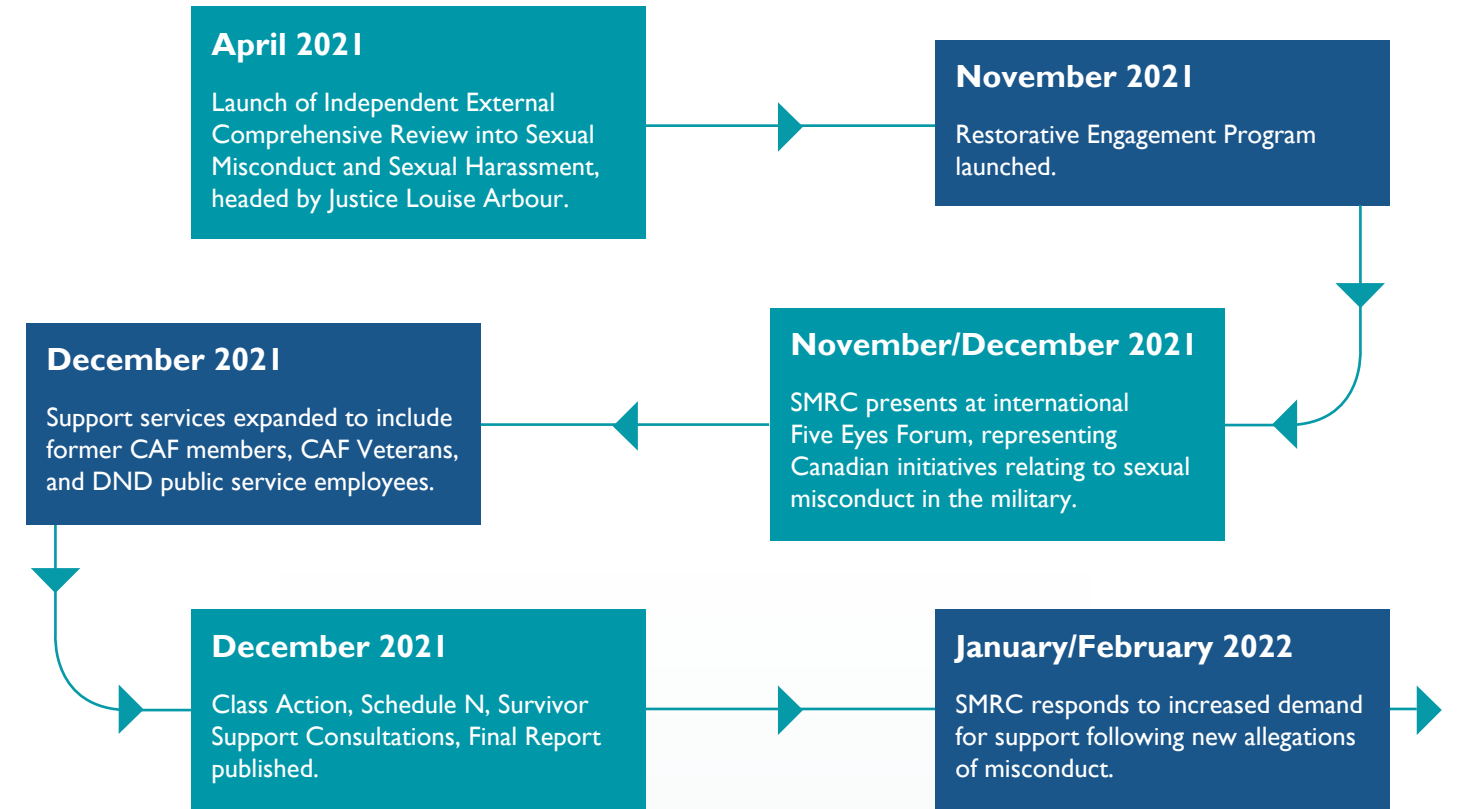 April 2021
Launch of Independent External
Comprehensive Review into Sexual
Misconduct and Sexual Harassment,
headed by Justice Louise Arbour.
November 2021
Restorative Engagement Program
launched.
November/December 2021
SMRC presents at international
Five Eyes Forum, representing
Canadian initiatives relating to sexual
misconduct in the military.
December 2021
Support services expanded to include
former CAF members, CAF Veterans,
and DND public service employees.
December 2021
Class Action, Schedule N, Survivor
Support Consultations, Final Report
published.
January/February 2022
SMRC responds to increased demand
for support following new allegations
of misconduct.